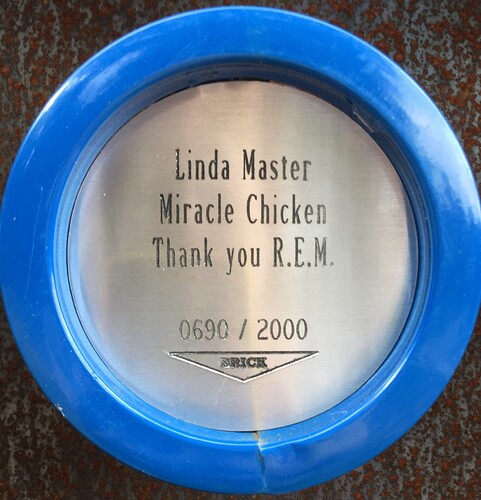 Linda Master
Miracle Chicken
Thank you R.E.M.
0690 / 2000
BRICK